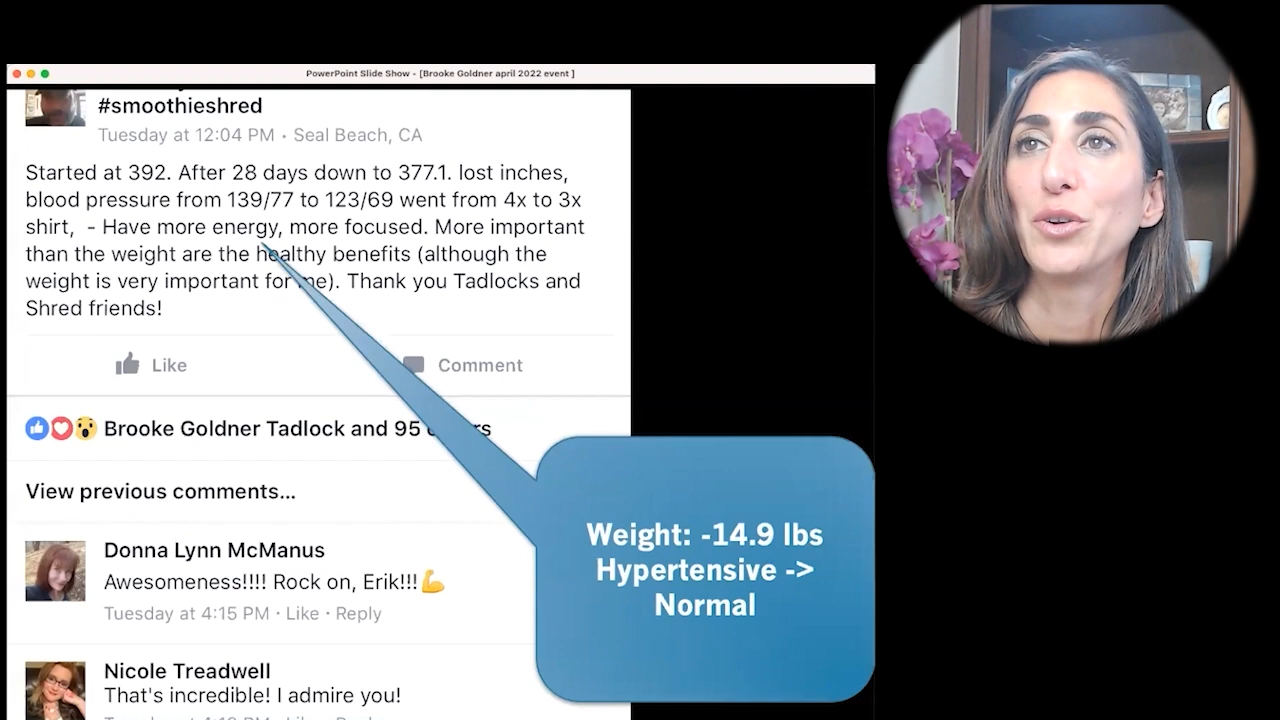 PowerPoint Slide Show - [Brooke Goldner april 2022 event ]
#smoothieshred
Tuesday at 12:04 PM • Seal Beach, CA
Started at 392. After 28 days down to 377.1. lost inches,
blood pressure from 139/77 to 123/69 went from 4x to 3x
shirt,  - Have more energy, more focused. More important
than the weight are the healthy benefits (although the
weight is very important for me). Thank you Tadlocks and
Shred friends!
Like
Comment
Brooke Goldner Tadlock and 95 others
View previous comments...
Donna Lynn McManus
Awesomeness!!!! Rock on, Erik!!!💪
Tuesday at 4:15 PM • Like • Reply
Nicole Treadwell
That's incredible! I admire you!
Weight: -14.9 lbs
Hypertensive ->
Normal